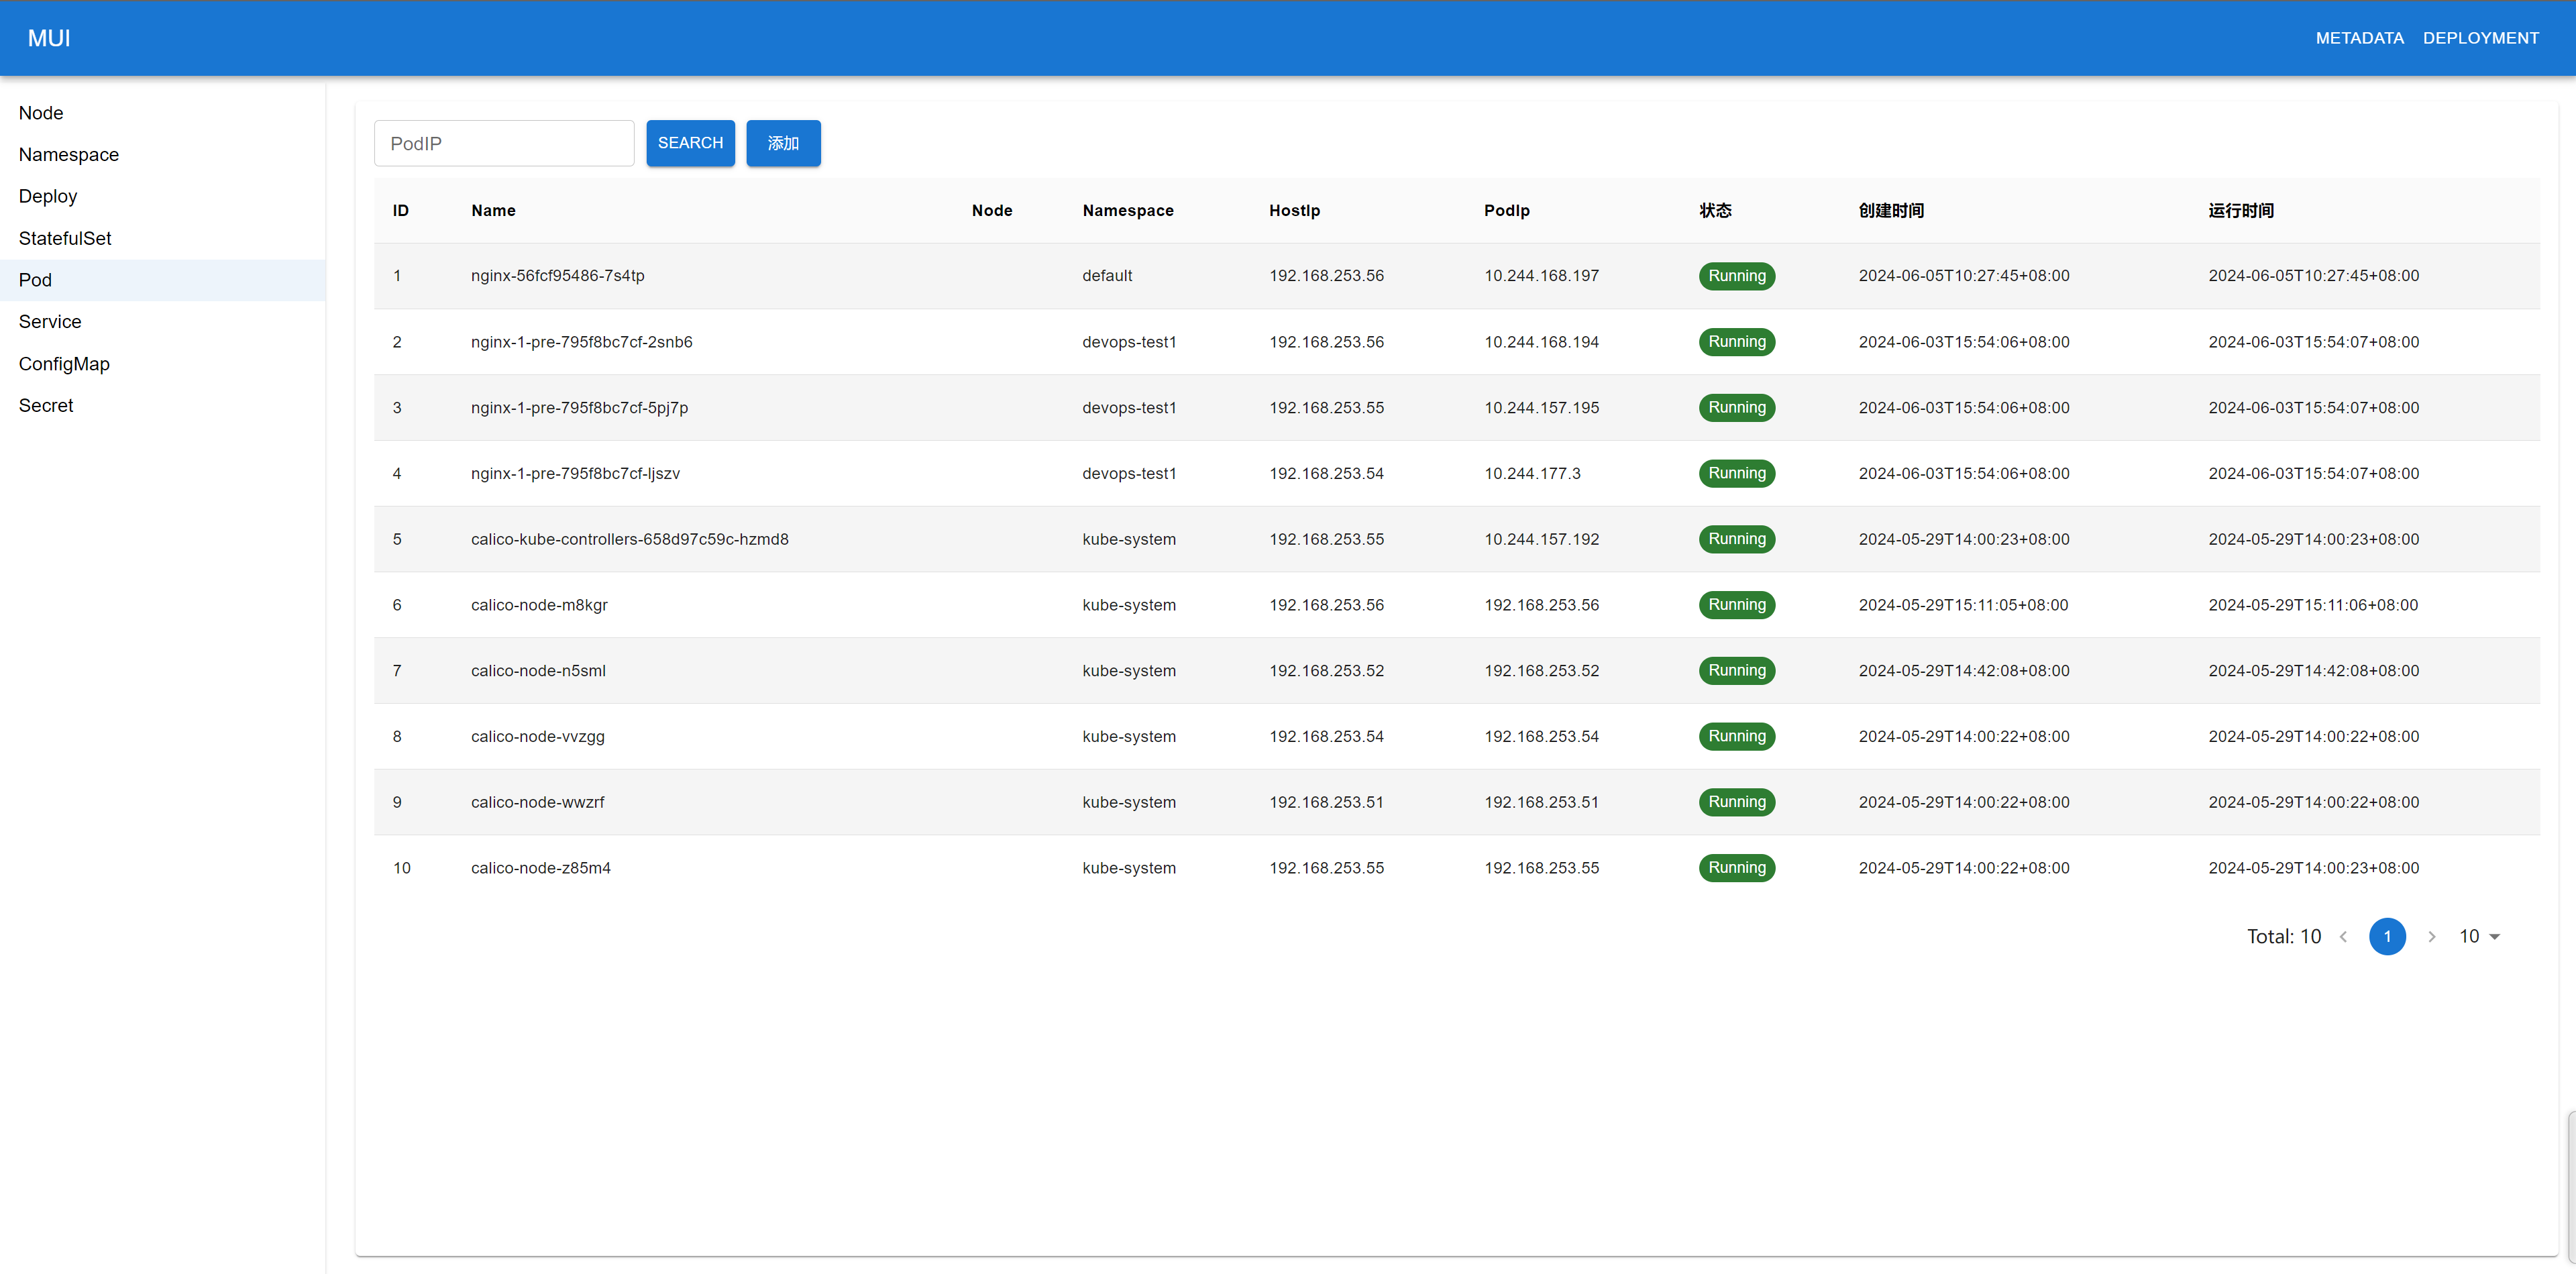 MUI METADATA DEPLOYMENT
Node
Namespace
Deploy
StatefulSet
Pod
Service
ConfigMap
Secret
PodIP SEARCH 添加
ID Name Node Namespace HostIp PodIp 状态 创建时间 运行时间
1 nginx-56fcf95486-7s4tp default 192.168.253.56 10.244.168.197 Running 2024-06-05T10:27:45+08:00 2024-06-05T10:27:45+08:00
2 nginx-1-pre-795f8bc7cf-2snb6 devops-test1 192.168.253.56 10.244.168.194 Running 2024-06-03T15:54:06+08:00 2024-06-03T15:54:07+08:00
3 nginx-1-pre-795f8bc7cf-5pj7p devops-test1 192.168.253.55 10.244.157.195 Running 2024-06-03T15:54:06+08:00 2024-06-03T15:54:07+08:00
4 nginx-1-pre-795f8bc7cf-ljszv devops-test1 192.168.253.54 10.244.177.3 Running 2024-06-03T15:54:06+08:00 2024-06-03T15:54:07+08:00
5 calico-kube-controllers-658d97c59c-hzmd8 kube-system 192.168.253.55 10.244.157.192 Running 2024-05-29T14:00:23+08:00 2024-05-29T14:00:23+08:00
6 calico-node-m8kgr kube-system 192.168.253.56 192.168.253.56 Running 2024-05-29T15:11:05+08:00 2024-05-29T15:11:06+08:00
7 calico-node-n5sml kube-system 192.168.253.52 192.168.253.52 Running 2024-05-29T14:42:08+08:00 2024-05-29T14:42:08+08:00
8 calico-node-vvzgg kube-system 192.168.253.54 192.168.253.54 Running 2024-05-29T14:00:22+08:00 2024-05-29T14:00:22+08:00
9 calico-node-wwzrf kube-system 192.168.253.51 192.168.253.51 Running 2024-05-29T14:00:22+08:00 2024-05-29T14:00:22+08:00
10 calico-node-z85m4 kube-system 192.168.253.55 192.168.253.55 Running 2024-05-29T14:00:22+08:00 2024-05-29T14:00:23+08:00
Total: 10 1 10